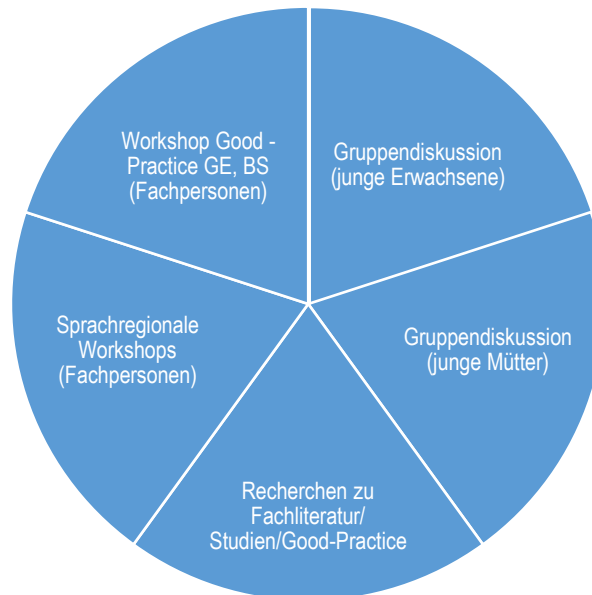 Workshop Good -
Practice GE, BS
(Fachpersonen)
Gruppendiskussion
(junge Erwachsene)
Sprachregionale
Workshops
(Fachpersonen)
Gruppendiskussion
(junge Mütter)
Recherchen zu
Fachliteratur/
Studien/Good-Practice